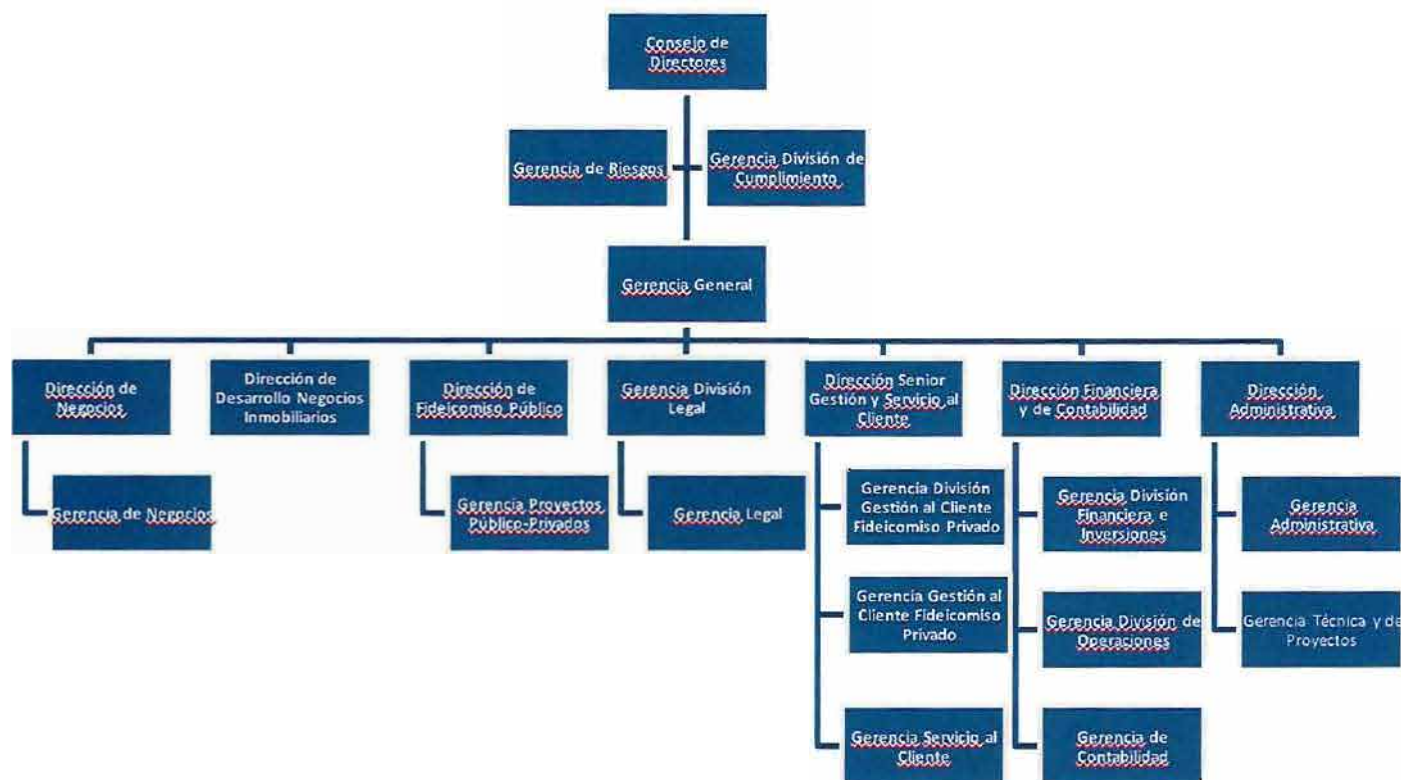 Consejo de
Directores
Gerencia de Riesgos
Gerencia División de
Cumplimiento
Gerencia General
Dirección de
Negocios
Dirección de
Desarrollo Negocios
Inmobiliarios
Dirección de
Fideicomiso Público
Gerencia División
Legal
Dirección Senior
Gestión y Servicio al
Cliente
Dirección Financiera
y de Contabilidad
Dirección
Administrativa
Gerencia de Negocios
Gerencia Proyectos
Público-Privados
Gerencia Legal
Gerencia División
Gestión al Cliente
Fideicomiso Privado
Gerencia División
Financiera e
Inversiones
Gerencia
Administrativa
Gerencia Gestión al
Cliente Fideicomiso
Privado
Gerencia División de
Operaciones
Gerencia Técnica y de
Proyectos
Gerencia Servicio al
Cliente
Gerencia de
Contabilidad